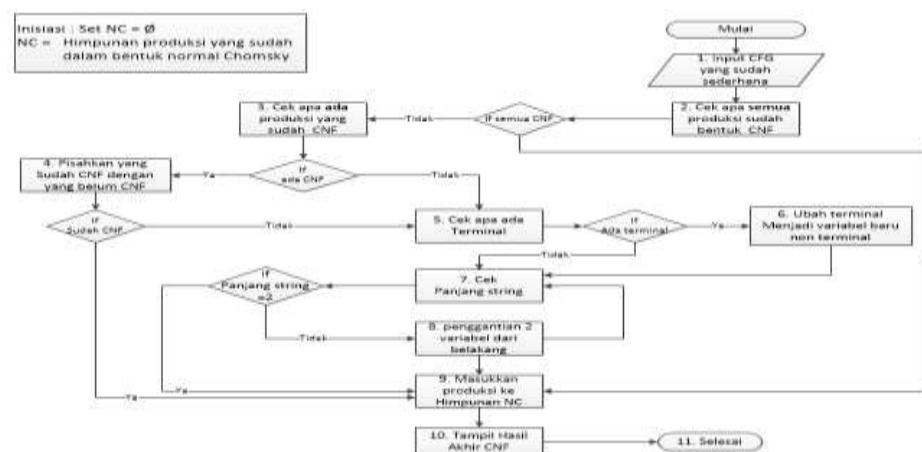 Inisiasi : Set NC = Ø
NC = Himpunan produksi yang sudah
dalam bentuk normal Chomsky
Mulai
1. Input CFG
yang sudah
sederhana
2. Cek apa semua
produksi sudah
bentuk CNF
If semua CNF
Tidak
3. Cek apa ada
produksi yang
sudah CNF
If
ada CNF
Ya
Tidak
4. Pisahkan yang
Sudah CNF dengan
yang belum CNF
If
Sudah CNF
Tidak
5. Cek apa ada
Terminal
If
Ada terminal
Ya
6. Ubah terminal
Menjadi variabel baru
non terminal
Tidak
7. Cek
Panjang string
If
Panjang string
=2
Tidak
8. penggantian 2
variabel dari
belakang
Ya
Ya
9. Masukkan
produksi ke
Himpunan NC
10. Tampil Hasil
Akhir CNF
11. Selesai